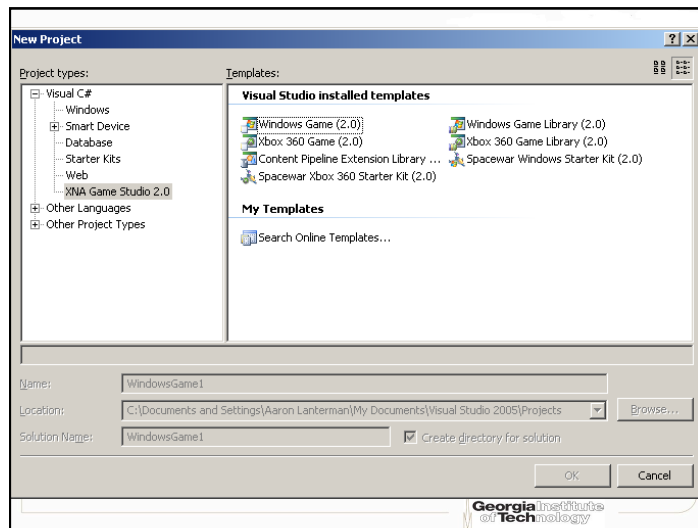 New Project
Project types:
Templates:
Visual C#
Windows
Smart Device
Database
Starter Kits
Web
XNA Game Studio 2.0
Other Languages
Other Project Types
Visual Studio installed templates
Windows Game (2.0)
Windows Game Library (2.0)
Xbox 360 Game (2.0)
Xbox 360 Game Library (2.0)
Content Pipeline Extension Library ...
Spacewar Windows Starter Kit (2.0)
Spacewar Xbox 360 Starter Kit (2.0)
My Templates
Search Online Templates...
Name:
WindowsGame1
Location:
C:\Documents and Settings\Aaron Lanterman\My Documents\Visual Studio 2005\Projects
Browse...
Solution Name:
WindowsGame1
Create directory for solution
OK
Cancel
Georgia Institute
of Technology